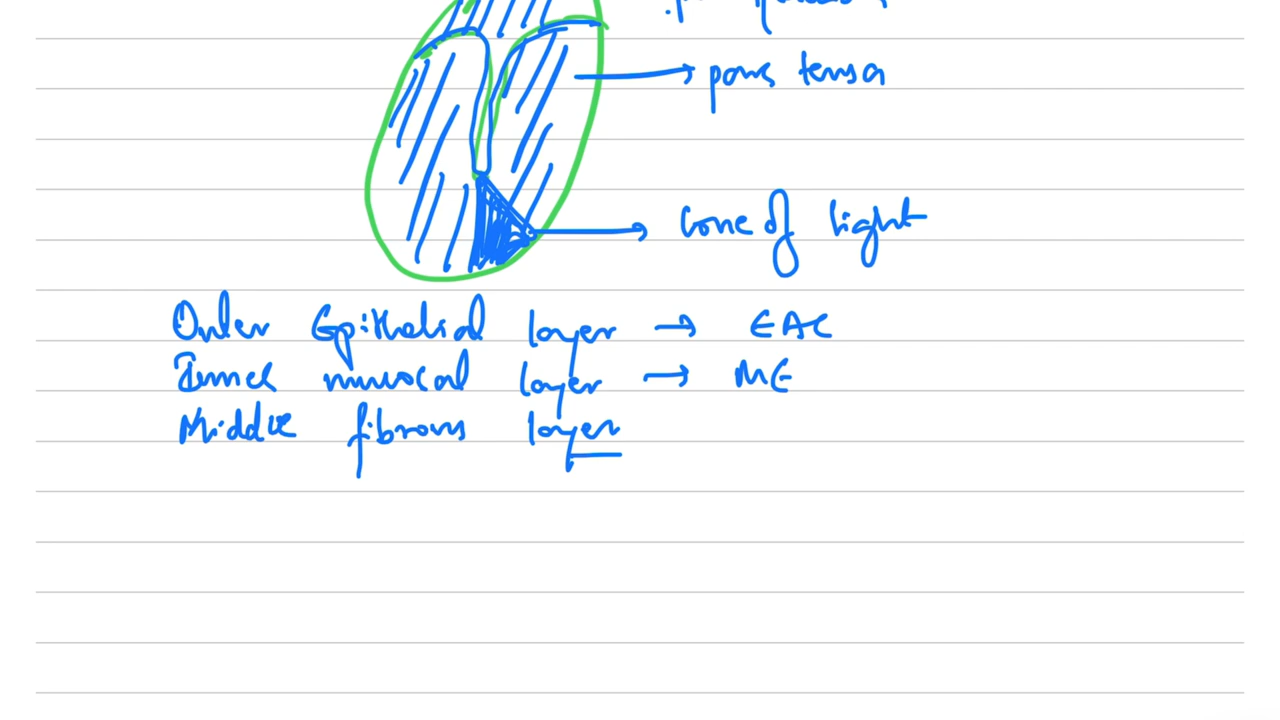 pars tensa
cone of light
Outer Epithelial layer → EAC
Inner mucosal layer → ME
Middle fibrous layer